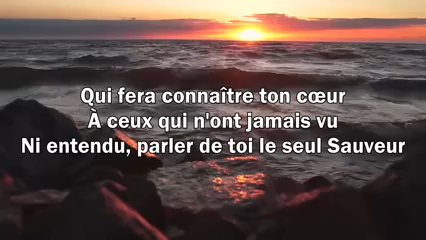 Qui fera connaître ton cœur
À ceux qui n'ont jamais vu
Ni entendu, parler de toi le seul Sauveur